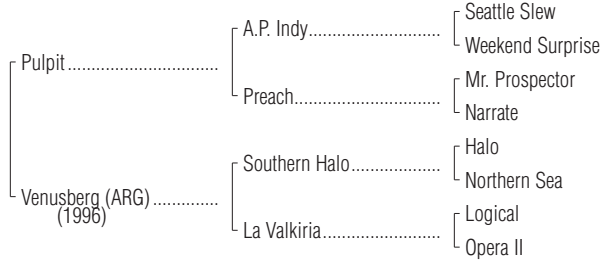 Seattle Slew
A.P. Indy..............................
Weekend Surprise
Pulpit................................
Mr. Prospector
Preach..................................
Narrate
Halo
Southern Halo...................
Northern Sea
Venusberg (ARG)..............
(1996)
Logical
La Valkiria.........................
Opera II